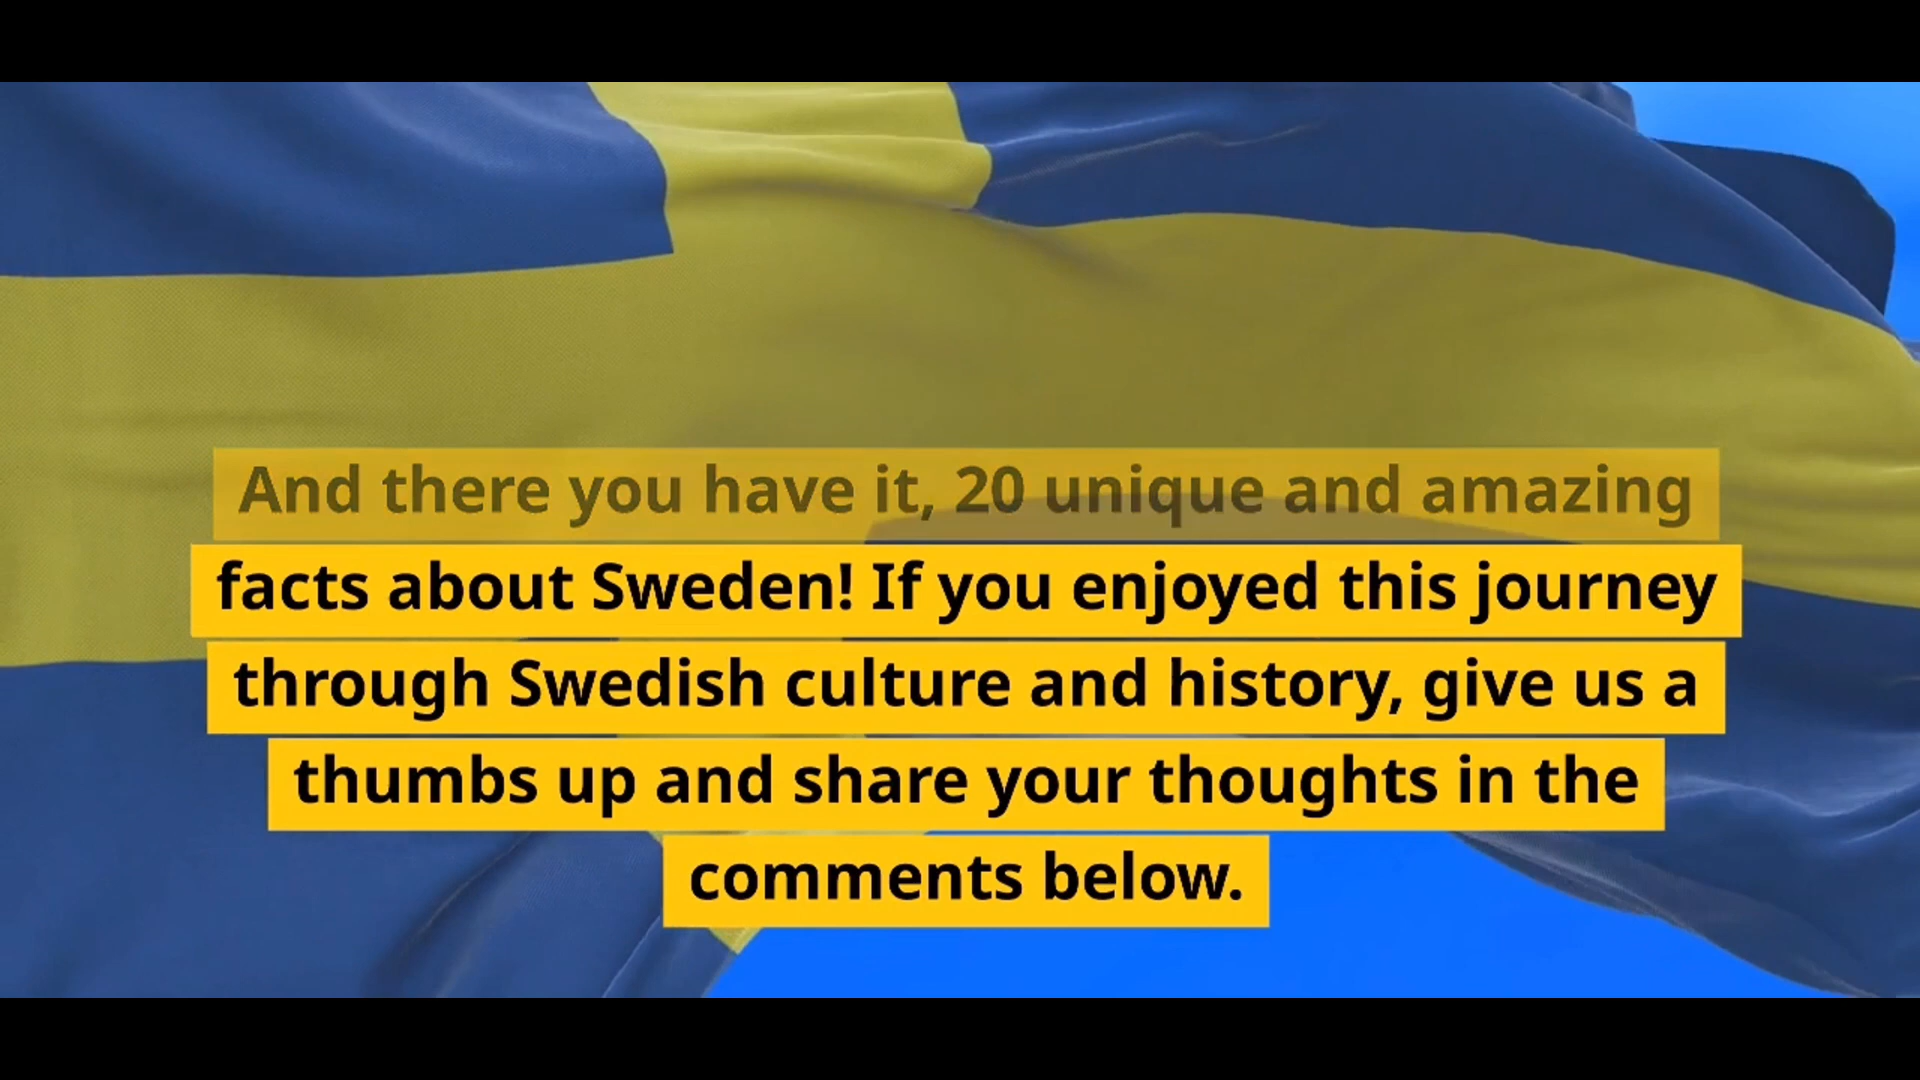 And there you have it, 20 unique and amazing
facts about Sweden! If you enjoyed this journey
through Swedish culture and history, give us a
thumbs up and share your thoughts in the
comments below.